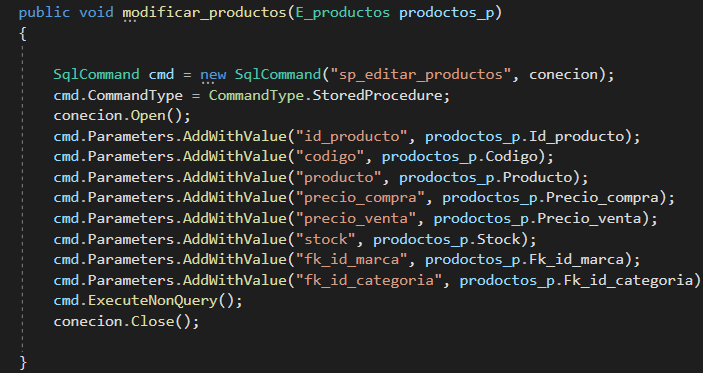 public void modificar_productos(E_productos prodoctos_p)
{
SqlCommand cmd = new SqlCommand("sp_editar_productos", conecion);
cmd.CommandType = CommandType.StoredProcedure;
conecion.Open();
cmd.Parameters.AddWithValue("id_producto", prodoctos_p.Id_producto);
cmd.Parameters.AddWithValue("codigo", prodoctos_p.Codigo);
cmd.Parameters.AddWithValue("producto", prodoctos_p.Producto);
cmd.Parameters.AddWithValue("precio_compra", prodoctos_p.Precio_compra);
cmd.Parameters.AddWithValue("precio_venta", prodoctos_p.Precio_venta);
cmd.Parameters.AddWithValue("stock", prodoctos_p.Stock);
cmd.Parameters.AddWithValue("fk_id_marca", prodoctos_p.Fk_id_marca);
cmd.Parameters.AddWithValue("fk_id_categoria", prodoctos_p.Fk_id_categoria)
cmd.ExecuteNonQuery();
conecion.Close();
}